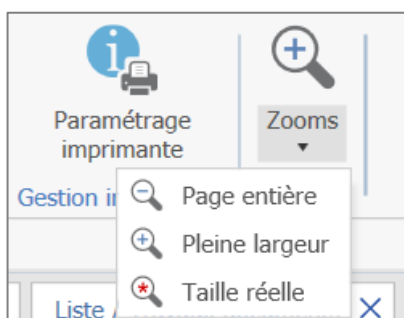 Paramétrage
imprimante
Zooms
Gestion
Page entière
Pleine largeur
Taille réelle
Liste